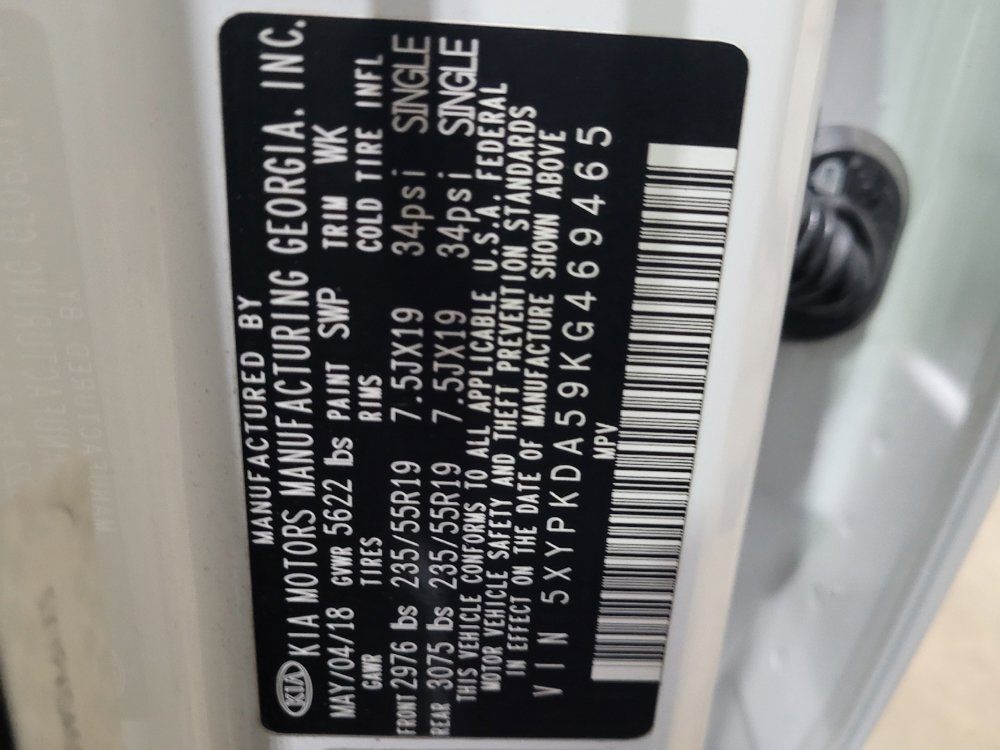 MANUFACTURED BY
KIA KIA MOTORS MANUFACTURING GEORGIA. INC.
MAY/04/18 GVWR 5622 lbs PAINT SWP TRIM WK
GAWR TIRES RIMS COLD TIRE INFL
FRONT 2976 lbs 235/55R19 7.5JX19 34psi SINGLE
REAR 3075 lbs 235/55R19 7.5JX19 34psi SINGLE
THIS VEHICLE CONFORMS TO ALL APPLICABLE U.S.A. FEDERAL
MOTOR VEHICLE SAFETY AND THEFT PREVENTION STANDARDS
IN EFFECT ON THE DATE OF MANUFACTURE SHOWN ABOVE
VIN 5XYPKDA59KG469465
MPV